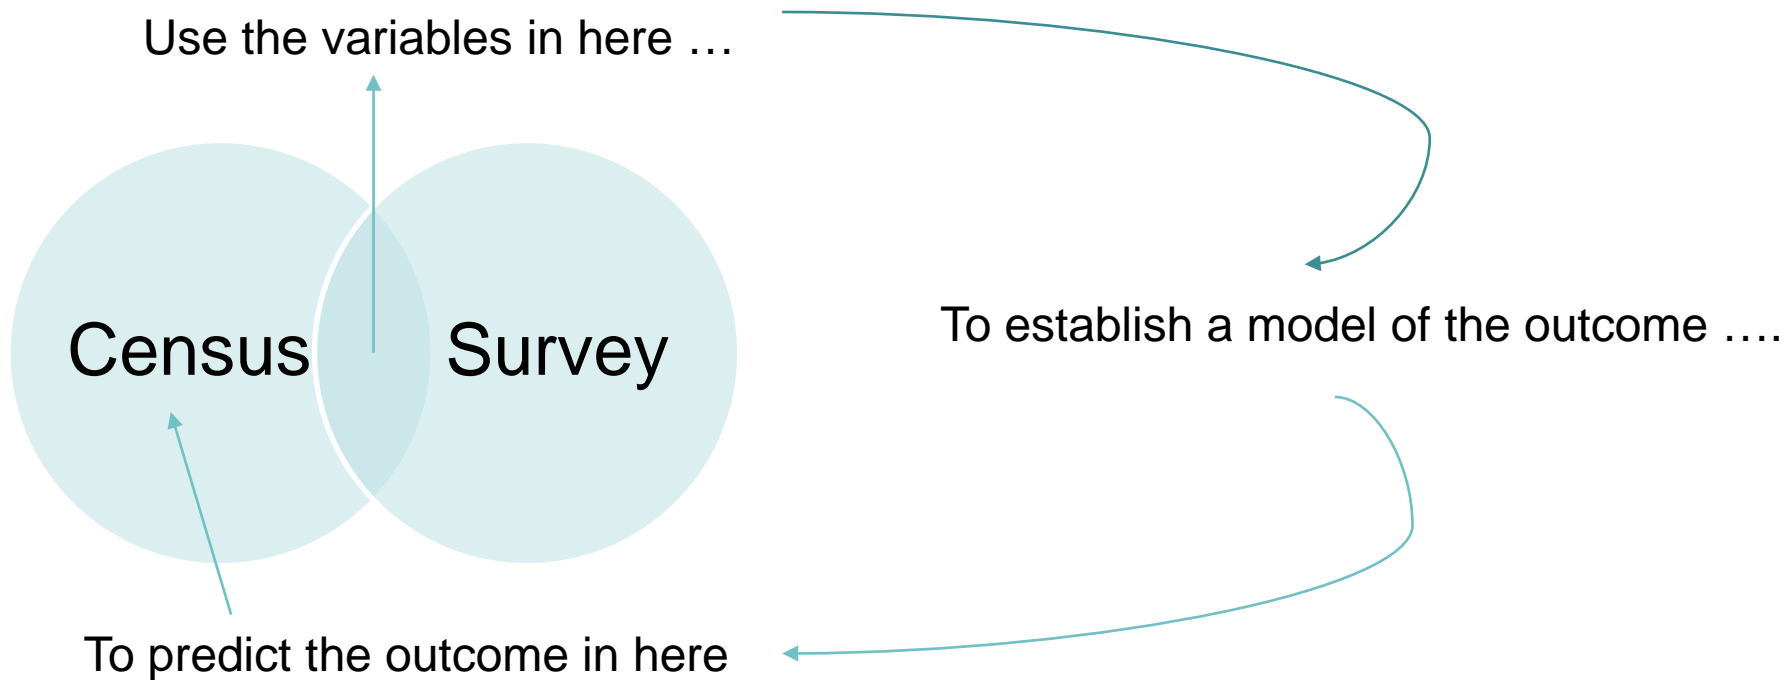 Use the variables in here …
Census
Survey
To establish a model of the outcome ….
To predict the outcome in here